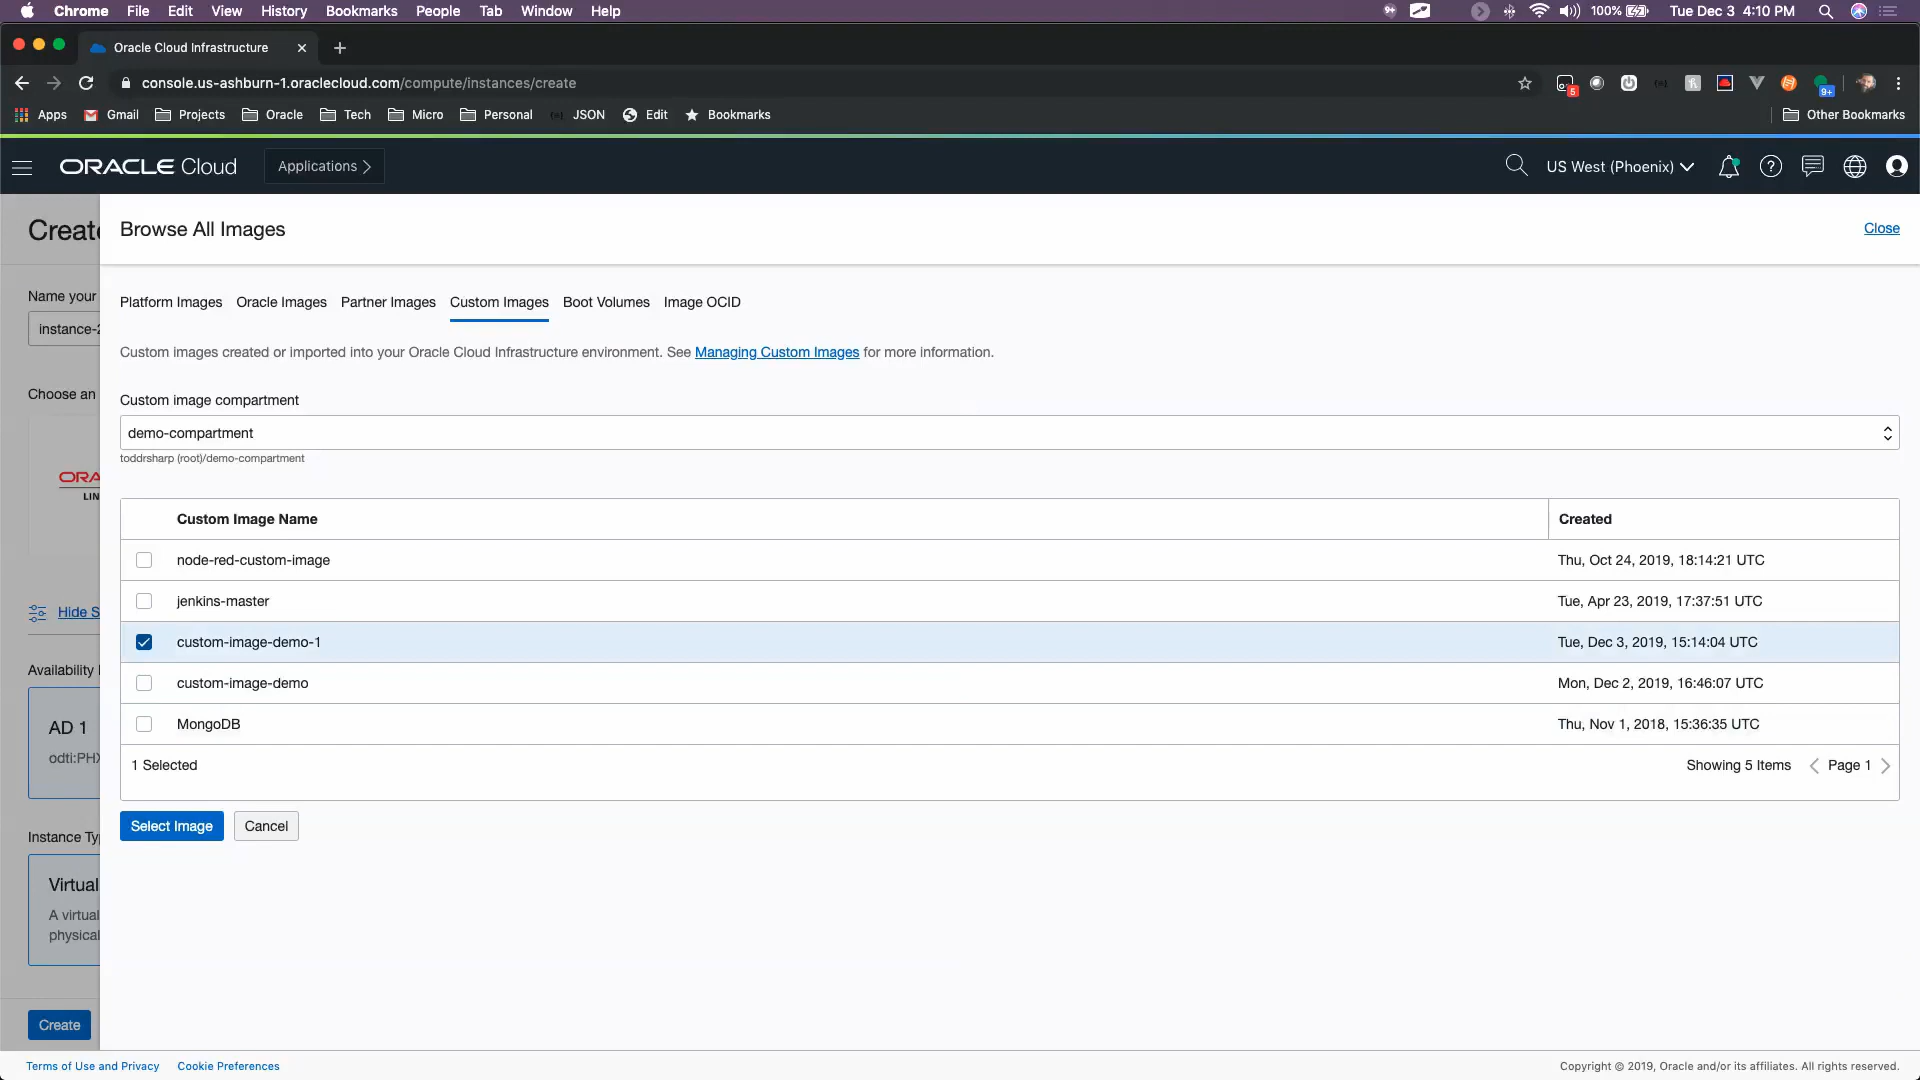 Chrome File Edit View History Bookmarks People Tab Window Help 9+ 100% Tue Dec 3 4:10 PM
Oracle Cloud Infrastructure
console.us-ashburn-1.oraclecloud.com/compute/instances/create 5 9+
Apps Gmail Projects Oracle Tech Micro Personal JSON Edit Bookmarks Other Bookmarks
ORACLE Cloud Applications US West (Phoenix)
Create
Browse All Images
Close
Name your
Platform Images Oracle Images Partner Images Custom Images Boot Volumes Image OCID
instance-2
Custom images created or imported into your Oracle Cloud Infrastructure environment. See Managing Custom Images for more information.
Choose an
Custom image compartment
demo-compartment
toddrsharp (root)/demo-compartment
ORA
LIN
Custom Image Name Created
node-red-custom-image Thu, Oct 24, 2019, 18:14:21 UTC
jenkins-master Tue, Apr 23, 2019, 17:37:51 UTC
Hide S
custom-image-demo-1 Tue, Dec 3, 2019, 15:14:04 UTC
Availability
custom-image-demo Mon, Dec 2, 2019, 16:46:07 UTC
AD 1
MongoDB Thu, Nov 1, 2018, 15:36:35 UTC
odti:PHX
1 Selected Showing 5 Items Page 1
Select Image Cancel
Instance Ty
Virtual
A virtual
physical
Create
Terms of Use and Privacy Cookie Preferences Copyright © 2019, Oracle and/or its affiliates. All rights reserved.